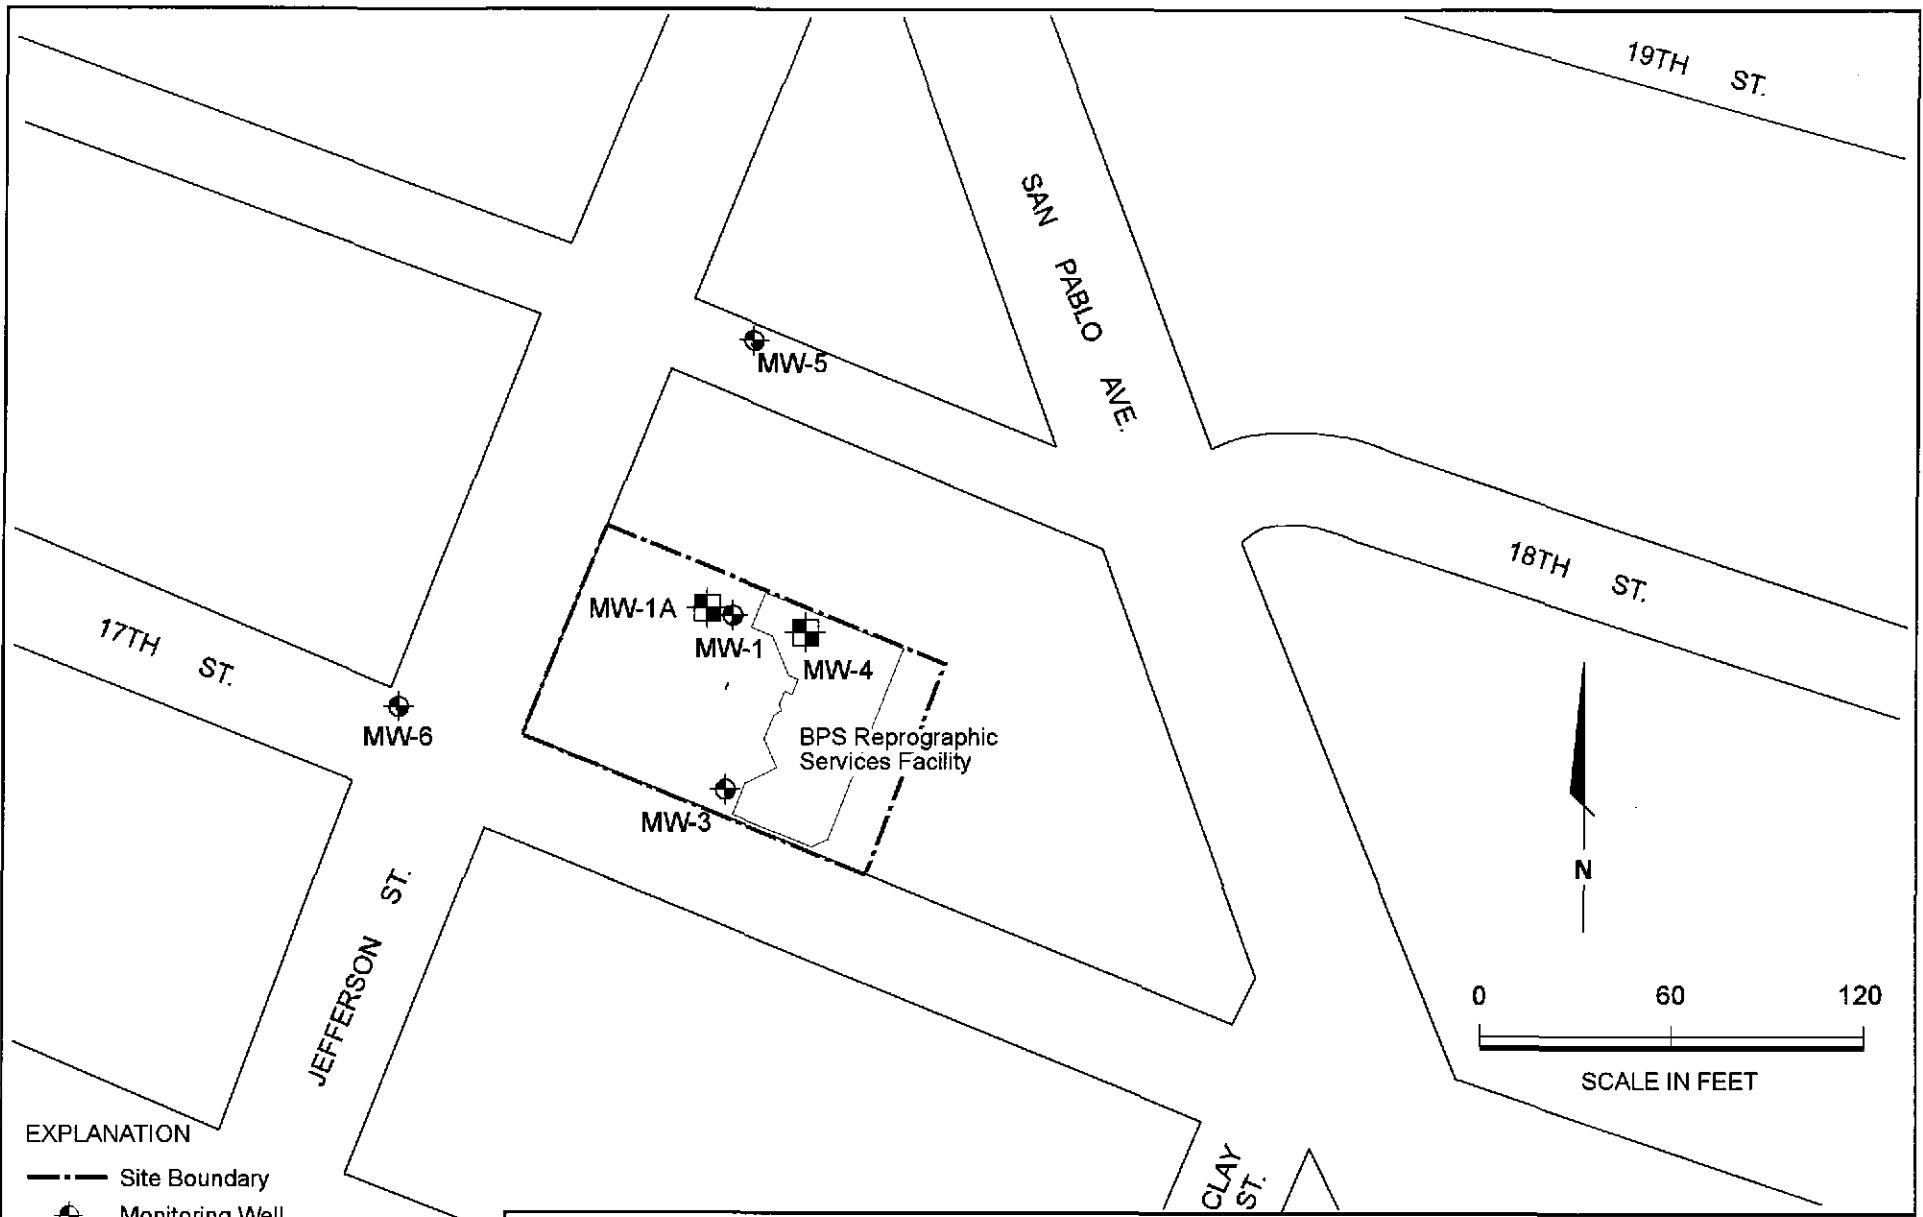 19TH ST.
SAN PABLO AVE.
MW-5
18TH ST.
MW-1A
MW-1
MW-4
17TH ST.
MW-6
BPS Reprographic
Services Facility
MW-3
N
JEFFERSON ST.
0 60 120
SCALE IN FEET
EXPLANATION
Site Boundary
Monitoring Well
CLAY
ST.